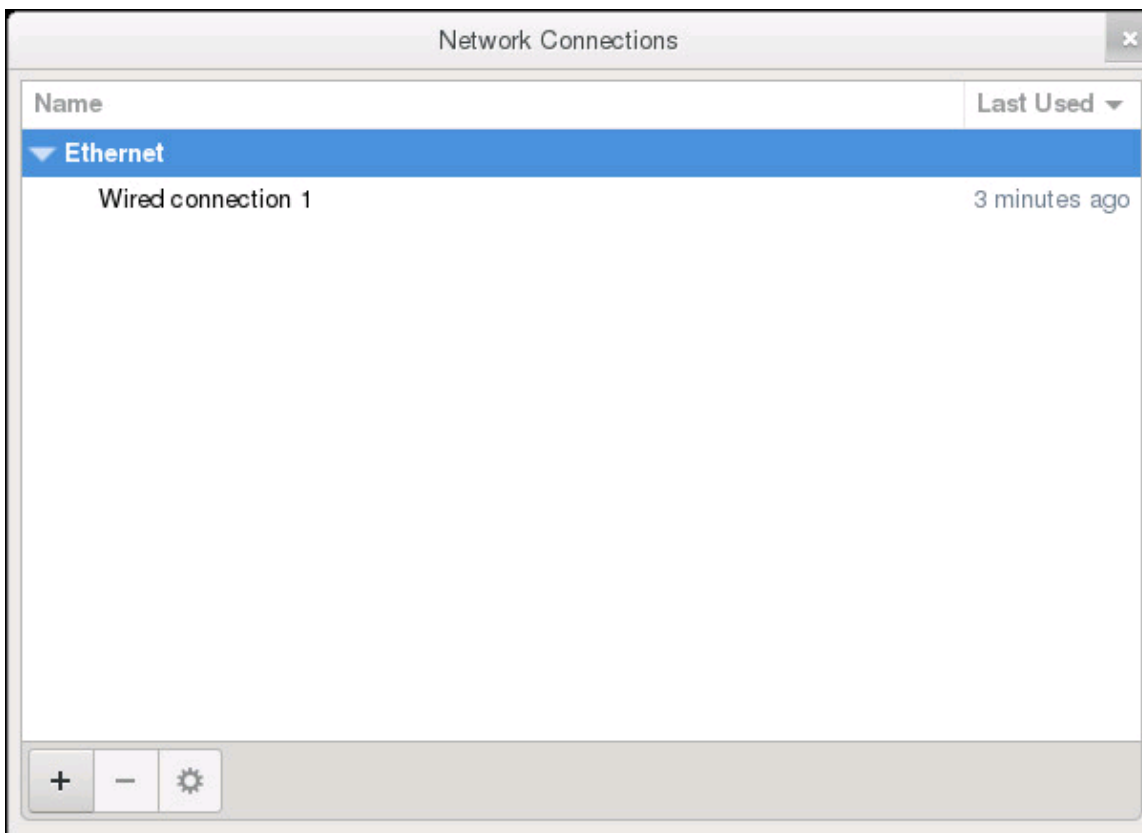 Network Connections
Name Last Used
Ethernet
Wired connection 1 3 minutes ago